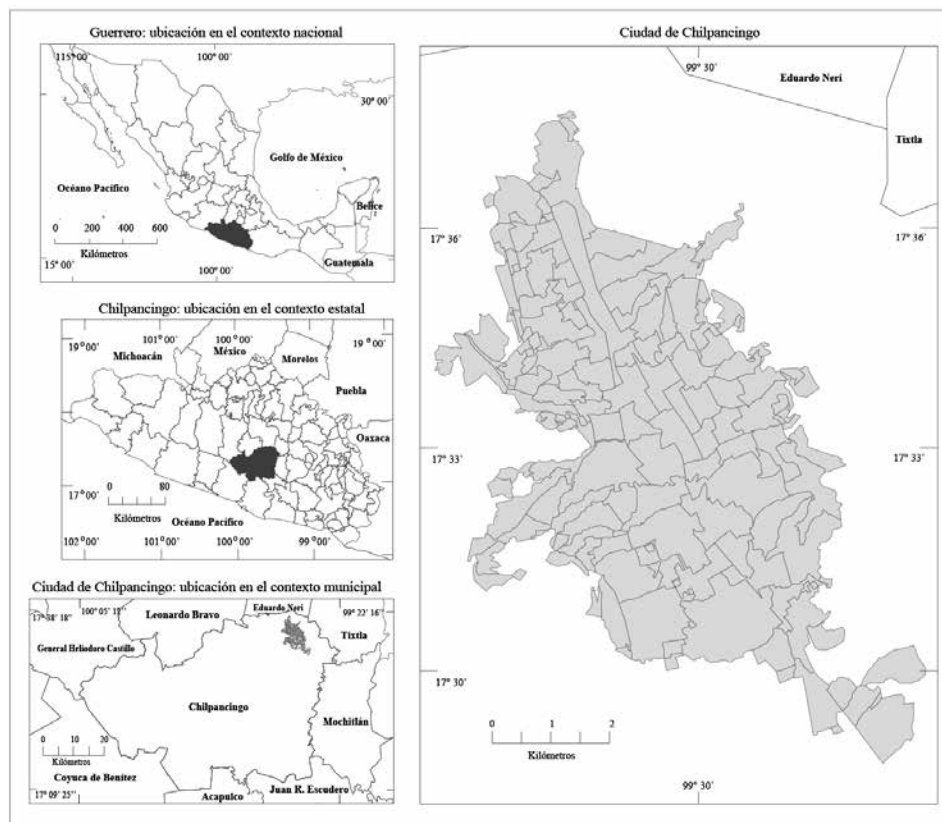 Guerrero: ubicación en el contexto nacional
115° 00´ 100° 00´
30° 00´
Golfo de México
Océano Pacífico
Belice
0 200 400 600
Kilómetros
Guatemala
15° 00´
100° 00´
Chilpancingo: ubicación en el contexto estatal
19° 00´ 101° 00´ 100° 00´ 19° 00´
Michoacán México Morelos
Puebla
Oaxaca
0 80
17° 00´ 17° 00´
Kilómetros
Océano Pacífico
102° 00´ 101° 00´ 100° 00´ 99° 00´
Ciudad de Chilpancingo: ubicación en el contexto municipal
100° 05´ 12´´ Eduardo Neri 99° 22´ 16´´
Leonardo Bravo
Tixtla
General Heliodoro Castillo
Chilpancingo
Mochitlán
0 10 20
Kilómetros
Coyuca de Benítez
Juan R. Escudero
17° 09´ 25´´
Acapulco
Ciudad de Chilpancingo
99° 30´
Eduardo Neri
Tixtla
17° 36´ 17° 36´
17° 33´ 17° 33´
17° 30´ 17° 30´
0 1 2
Kilómetros
99° 30´